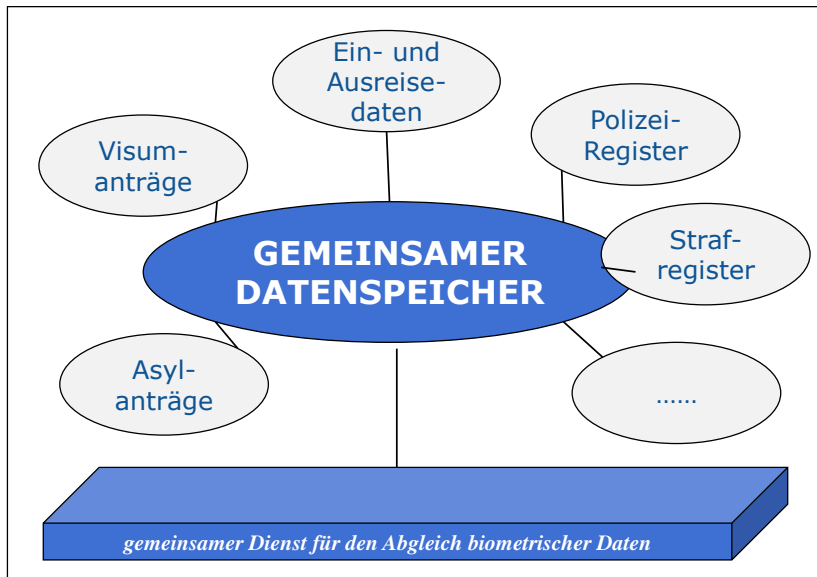 Ein- und
Ausreise-
daten
Polizei-
Register
Visum-
anträge
Straf-
register
GEMEINSAMER
DATENSPEICHER
Asyl-
anträge
......
gemeinsamer Dienst für den Abgleich biometrischer Daten